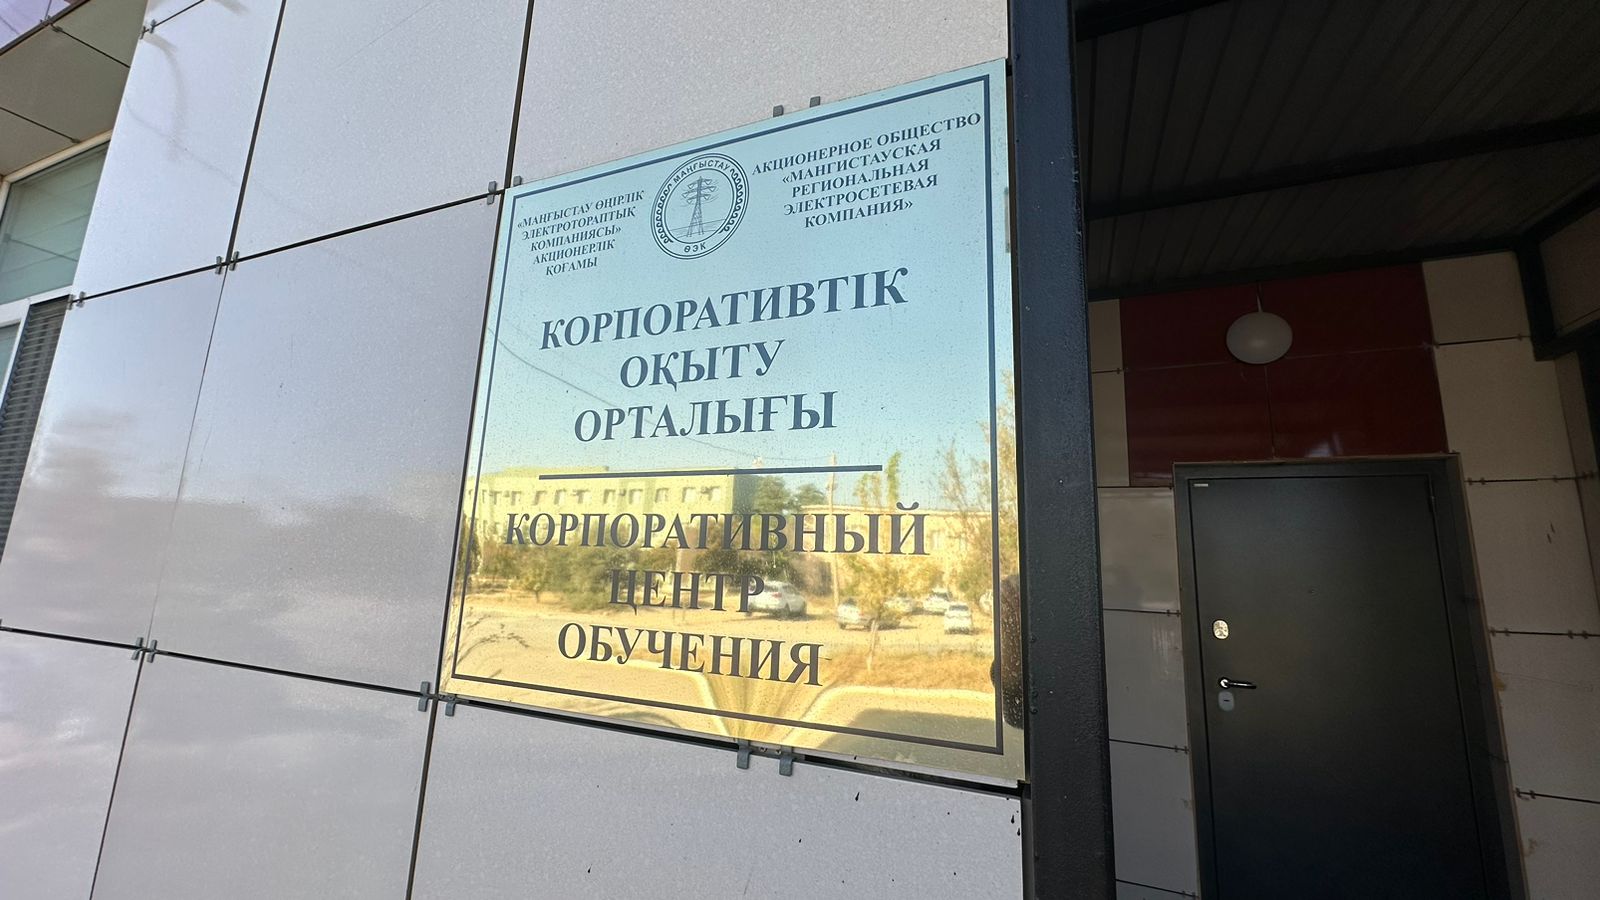 «МАҢҒЫСТАУ ӨҢІРЛІК
ЭЛЕКТРОТОРАПТЫҚ
КОМПАНИЯСЫ»
АКЦИОНЕРЛІК
ҚОҒАМЫ
МАҢҒЫСТАУ
ӨЭК
АКЦИОНЕРНОЕ ОБЩЕСТВО
«МАНГИСТАУСКАЯ
РЕГИОНАЛЬНАЯ
ЭЛЕКТРОСЕТЕВАЯ
КОМПАНИЯ»
КОРПОРАТИВТІК
ОҚЫТУ
ОРТАЛЫҒЫ
КОРПОРАТИВНЫЙ
ЦЕНТР
ОБУЧЕНИЯ